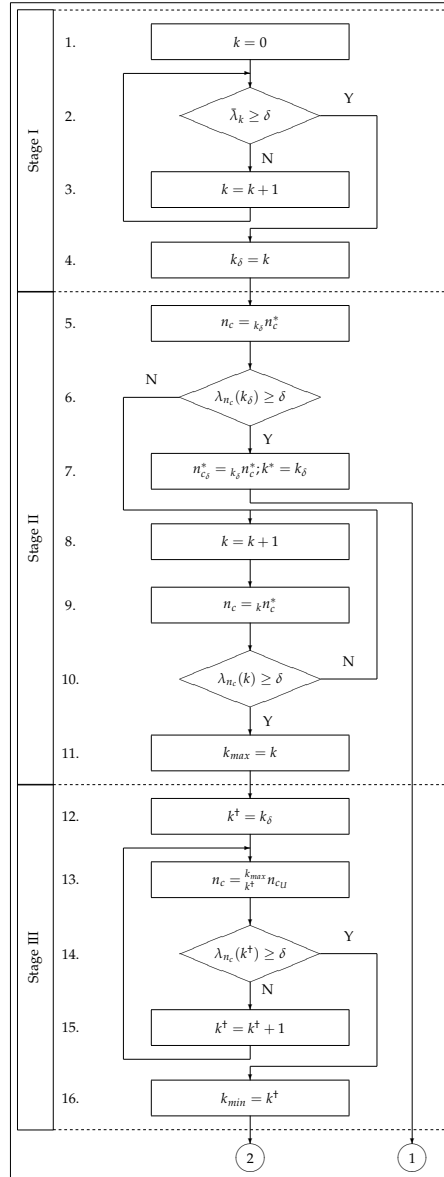 Stage I
1.
k = 0
2.
λ̄_k ≥ δ
Y
N
3.
k = k + 1
4.
k_δ = k
Stage II
5.
n_c = _{k_δ}n_c^*
N
6.
λ_{n_c}(k_δ) ≥ δ
Y
7.
n_{c_δ}^* = _{k_δ}n_c^*; k^* = k_δ
8.
k = k + 1
9.
n_c = _k n_c^*
10.
λ_{n_c}(k) ≥ δ
N
Y
11.
k_{max} = k
Stage III
12.
k^† = k_δ
13.
n_c = ^{k_{max}}_{k^†} n_{c_U}
14.
λ_{n_c}(k^†) ≥ δ
Y
N
15.
k^† = k^† + 1
16.
k_{min} = k^†
2
1